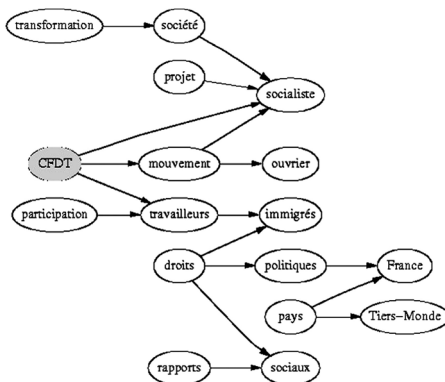 transformation société
projet
socialiste
CFDT mouvement ouvrier
participation travailleurs immigrés
droits politiques France
pays Tiers-Monde
rapports sociaux